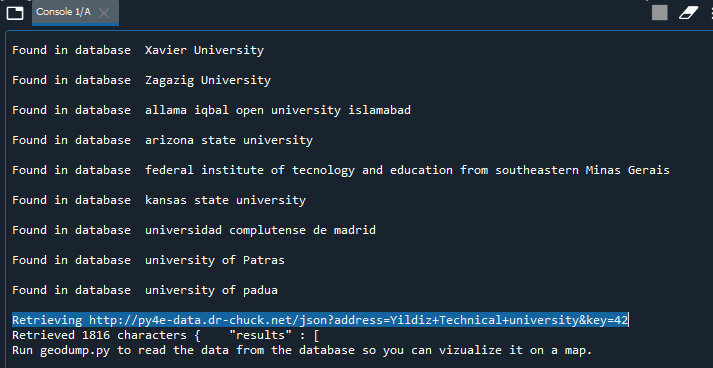 Console 1/A
Found in database  Xavier University
Found in database  Zagazig University
Found in database  allama iqbal open university islamabad
Found in database  arizona state university
Found in database  federal institute of tecnology and education from southeastern Minas Gerais
Found in database  kansas state university
Found in database  universidad complutense de madrid
Found in database  university of Patras
Found in database  university of padua
Retrieving http://py4e-data.dr-chuck.net/json?address=Yildiz+Technical+university&key=42
Retrieved 1816 characters {    "results" : [
Run geodump.py to read the data from the database so you can vizualize it on a map.